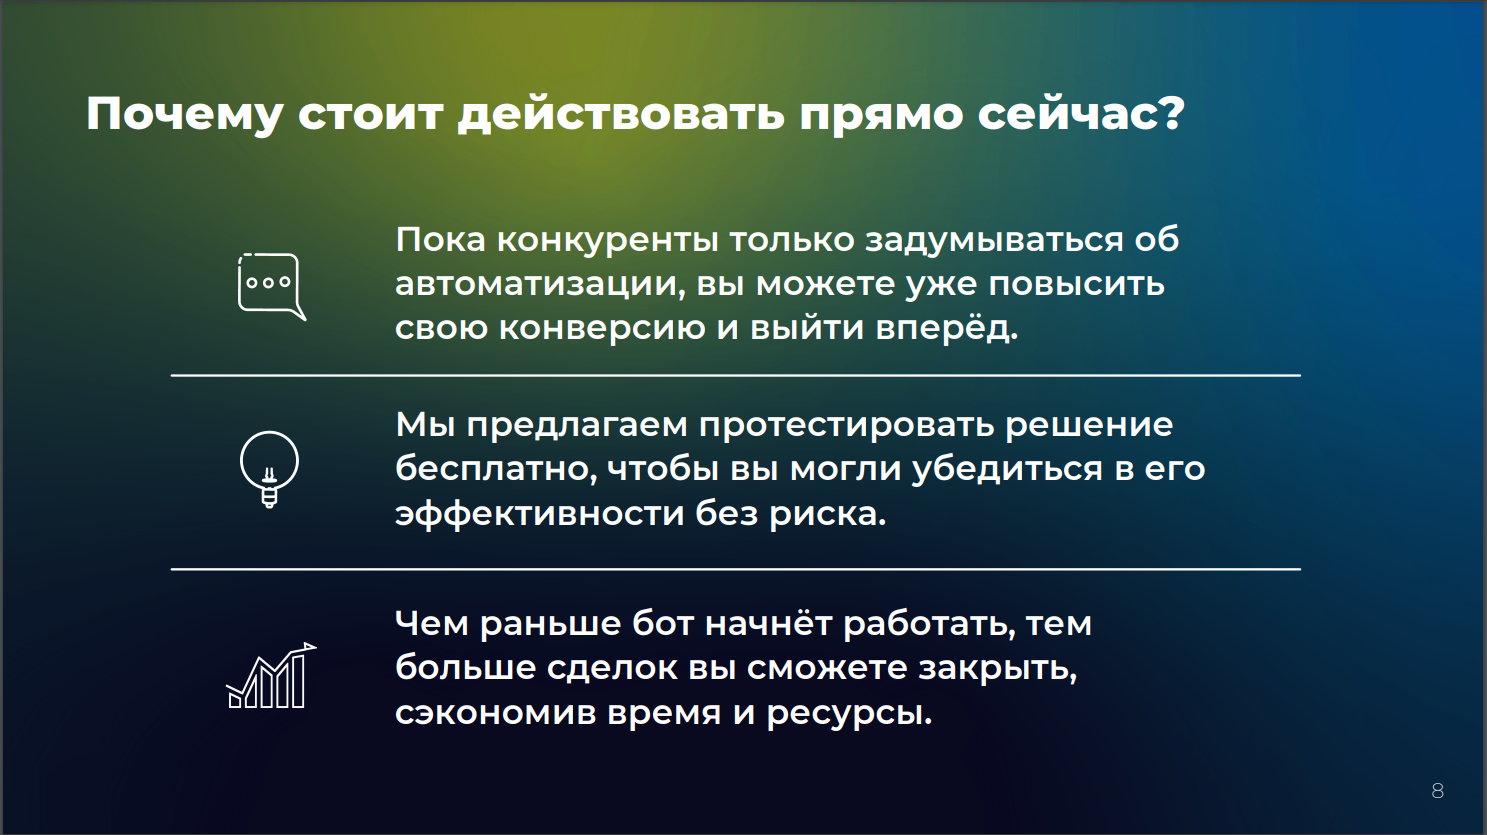 Почему стоит действовать прямо сейчас?
Пока конкуренты только задумываться об
автоматизации, вы можете уже повысить
свою конверсию и выйти вперёд.
Мы предлагаем протестировать решение
бесплатно, чтобы вы могли убедиться в его
эффективности без риска.
Чем раньше бот начнёт работать, тем
больше сделок вы сможете закрыть,
сэкономив время и ресурсы.
8